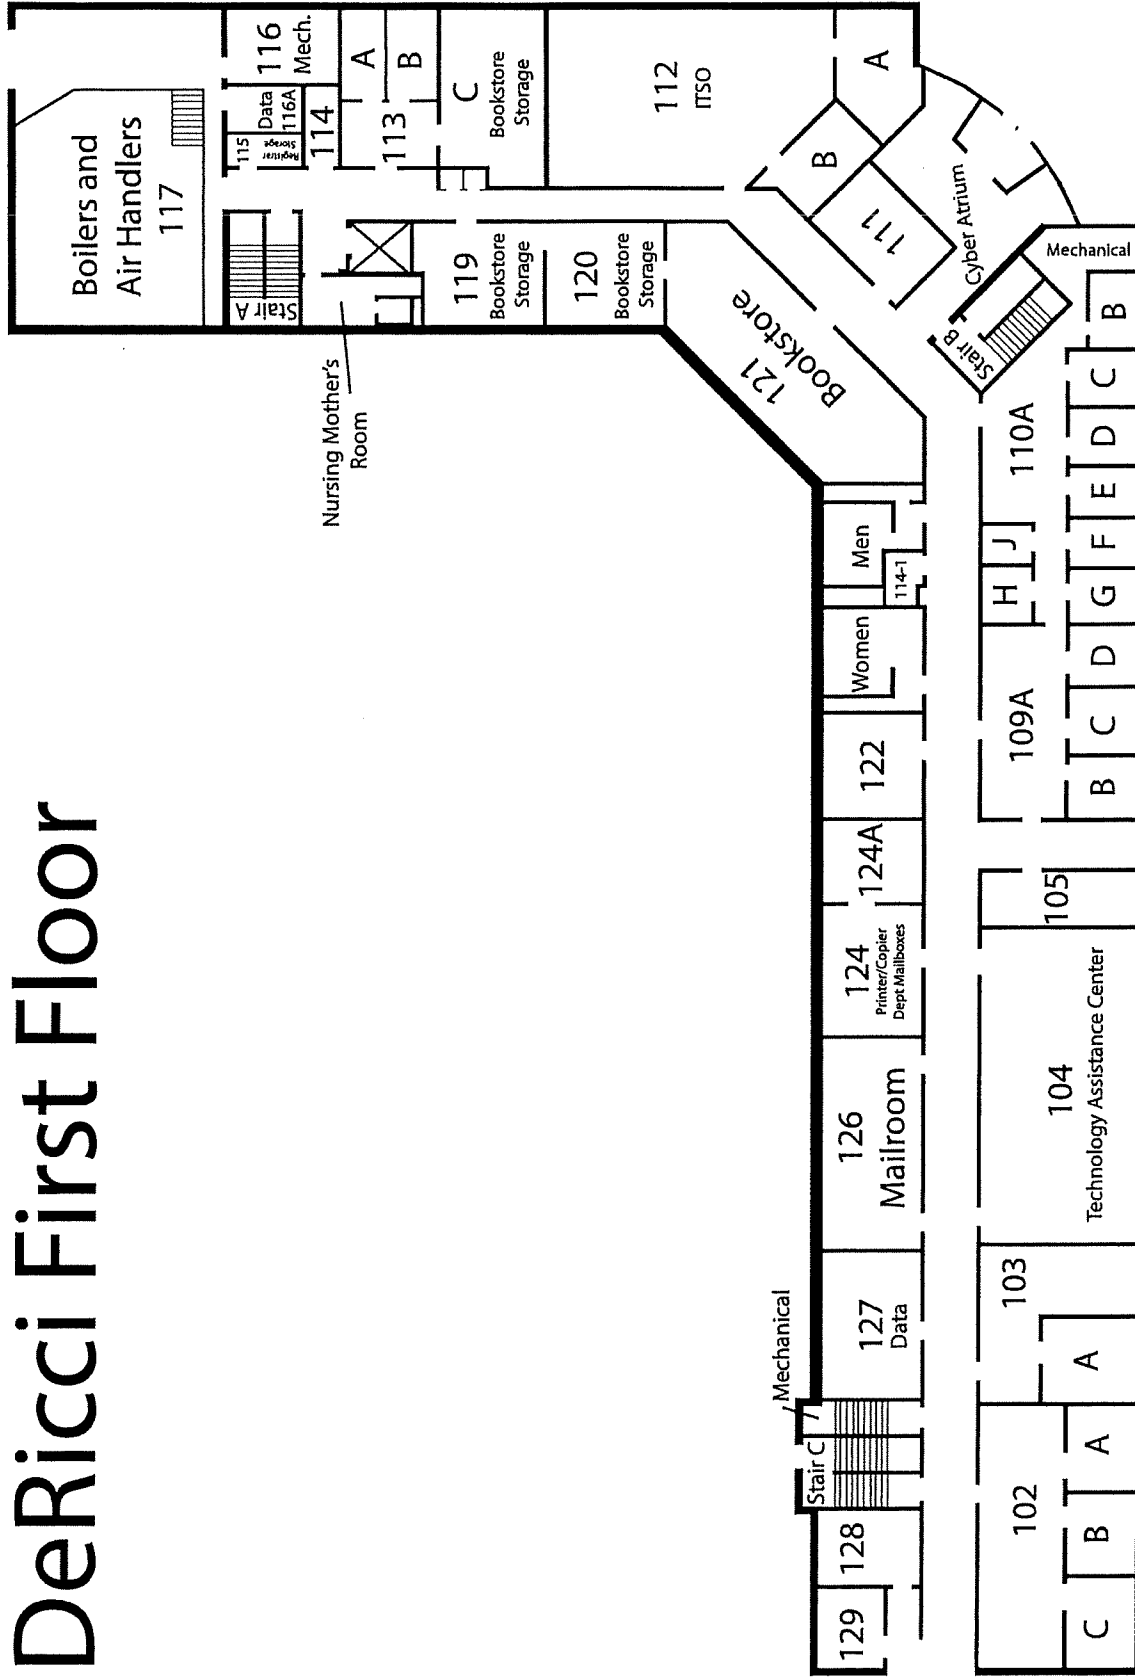 DeRicci First Floor
Boilers and
Air Handlers
117
116
Mech.
Data
116A
115
Registrar
Storage
114
A
B
113
C
Bookstore
Storage
112
ITSO
A
B
111
Cyber Atrium
Stair A
Nursing Mother's
Room
119
Bookstore
Storage
120
Bookstore
Storage
121
Bookstore
Stair B
Mechanical
110A
B
C
D
E
F
G
H
J
Men
114-1
Women
109A
B
C
D
122
124A
124
Printer/Copier
Dept Mailboxes
105
126
Mailroom
104
Technology Assistance Center
127
Data
103
A
Mechanical
Stair C
128
129
102
A
B
C